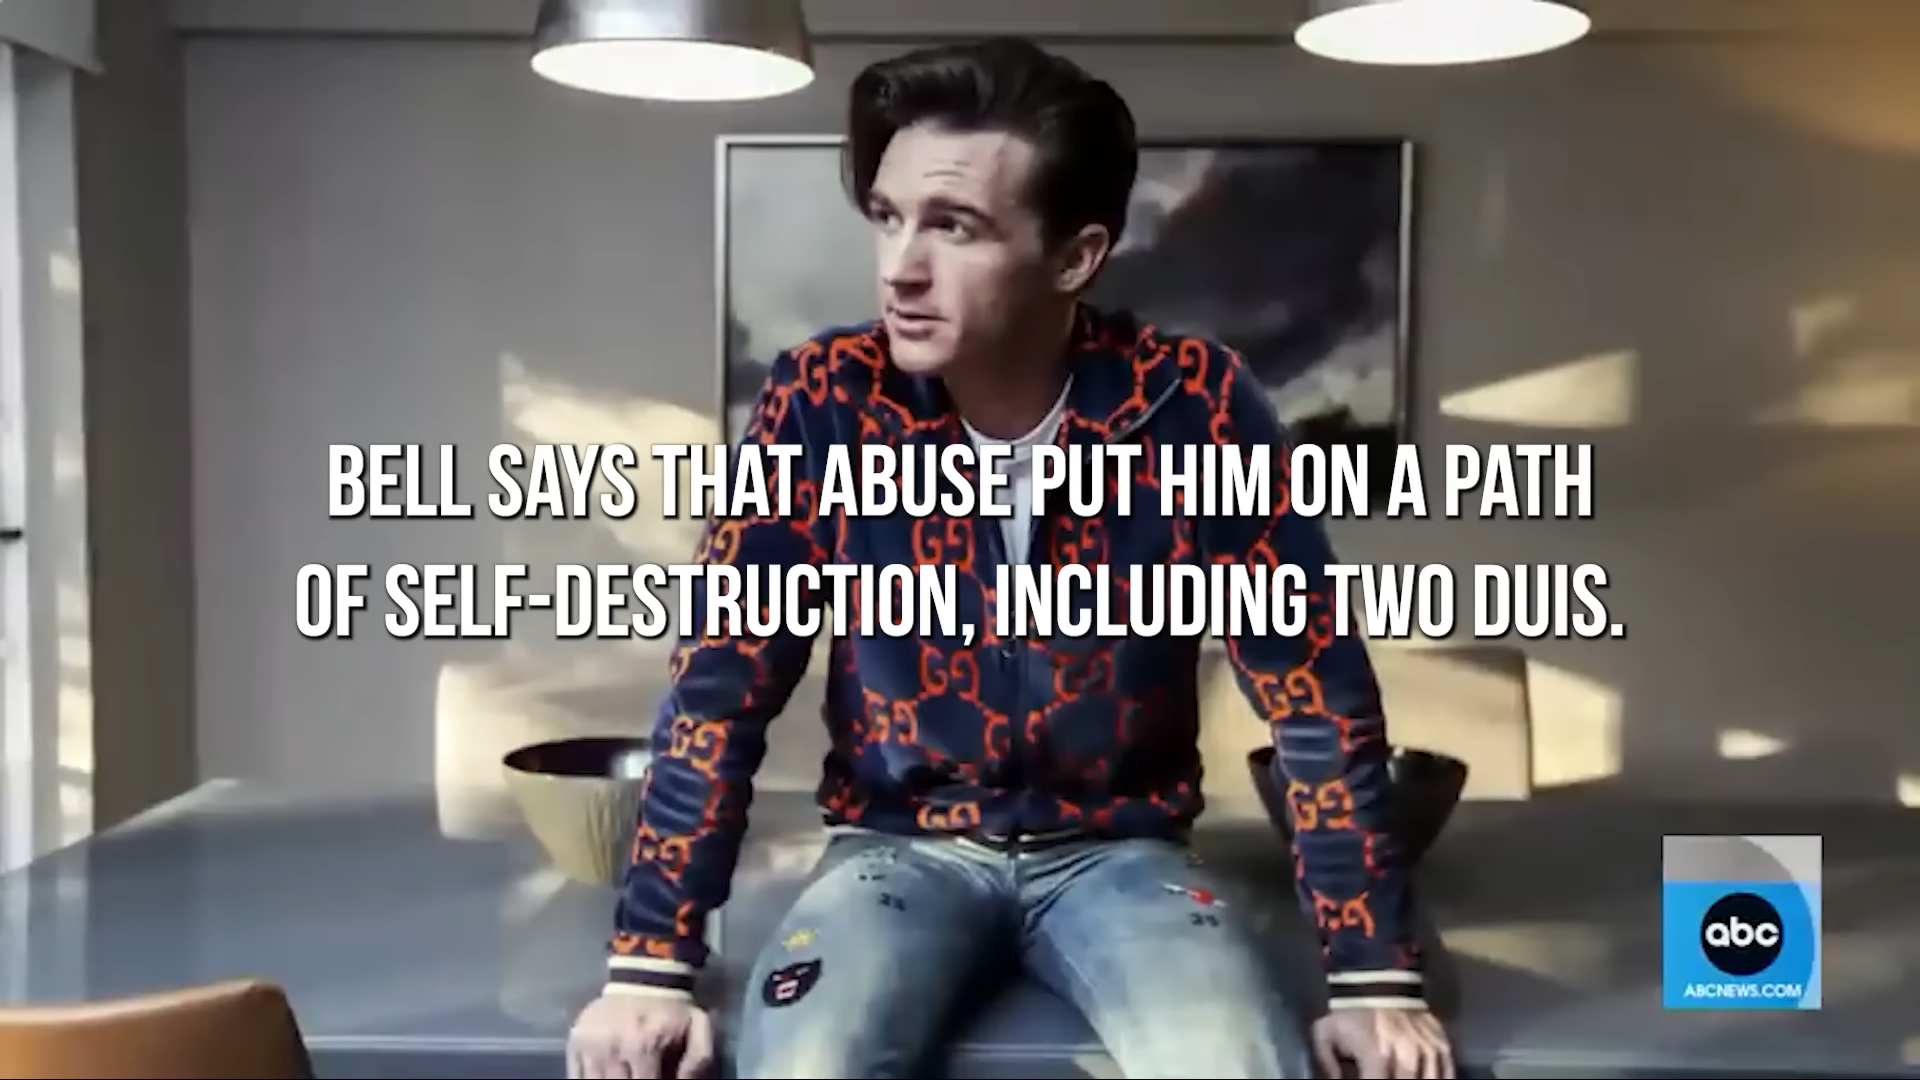 BELL SAYS THAT ABUSE PUT HIM ON A PATH
OF SELF-DESTRUCTION, INCLUDING TWO DUIS.
abc
ABCNEWS.COM